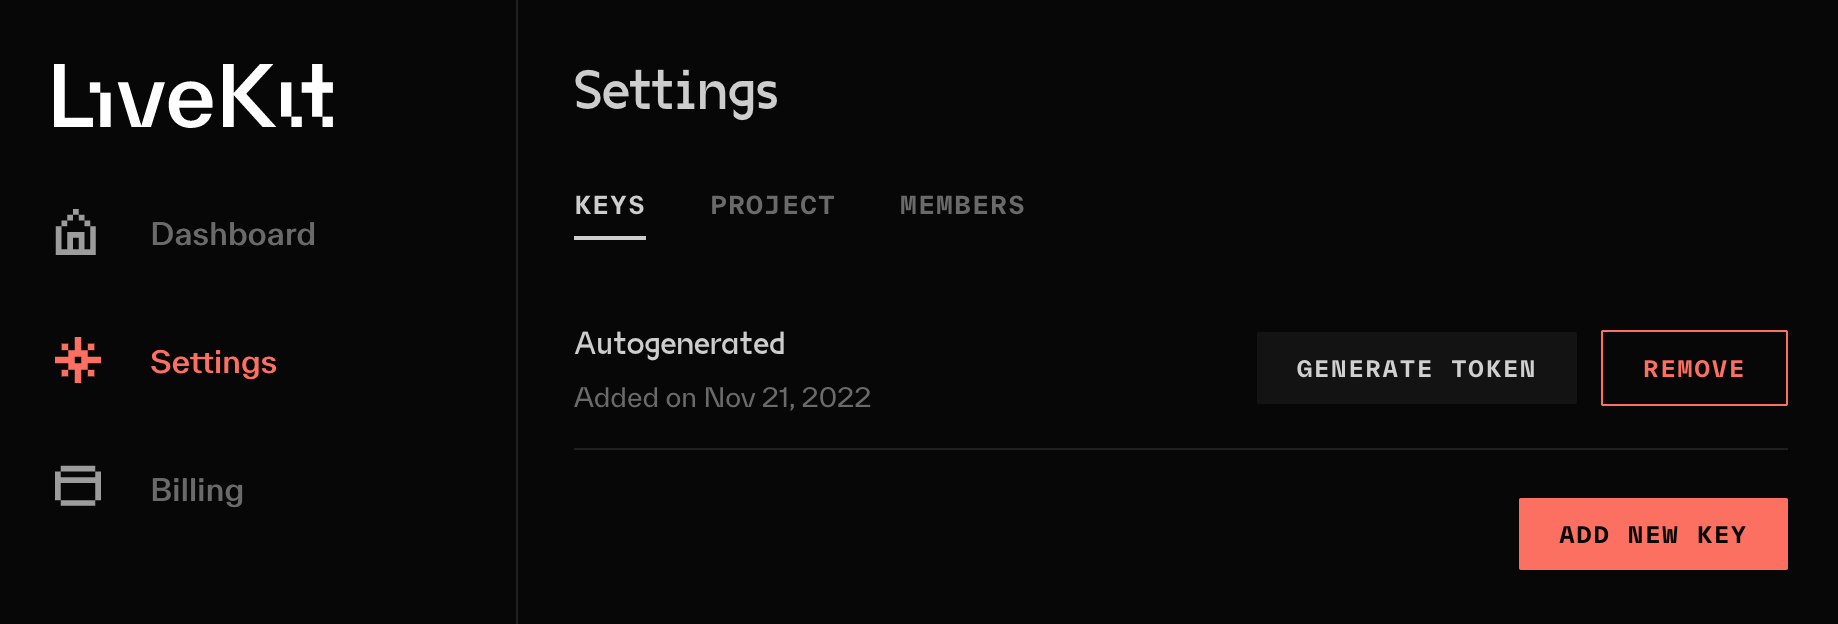 LiveKit
Dashboard
Settings
Billing
Settings
KEYS PROJECT MEMBERS
Autogenerated
Added on Nov 21, 2022
GENERATE TOKEN
REMOVE
ADD NEW KEY